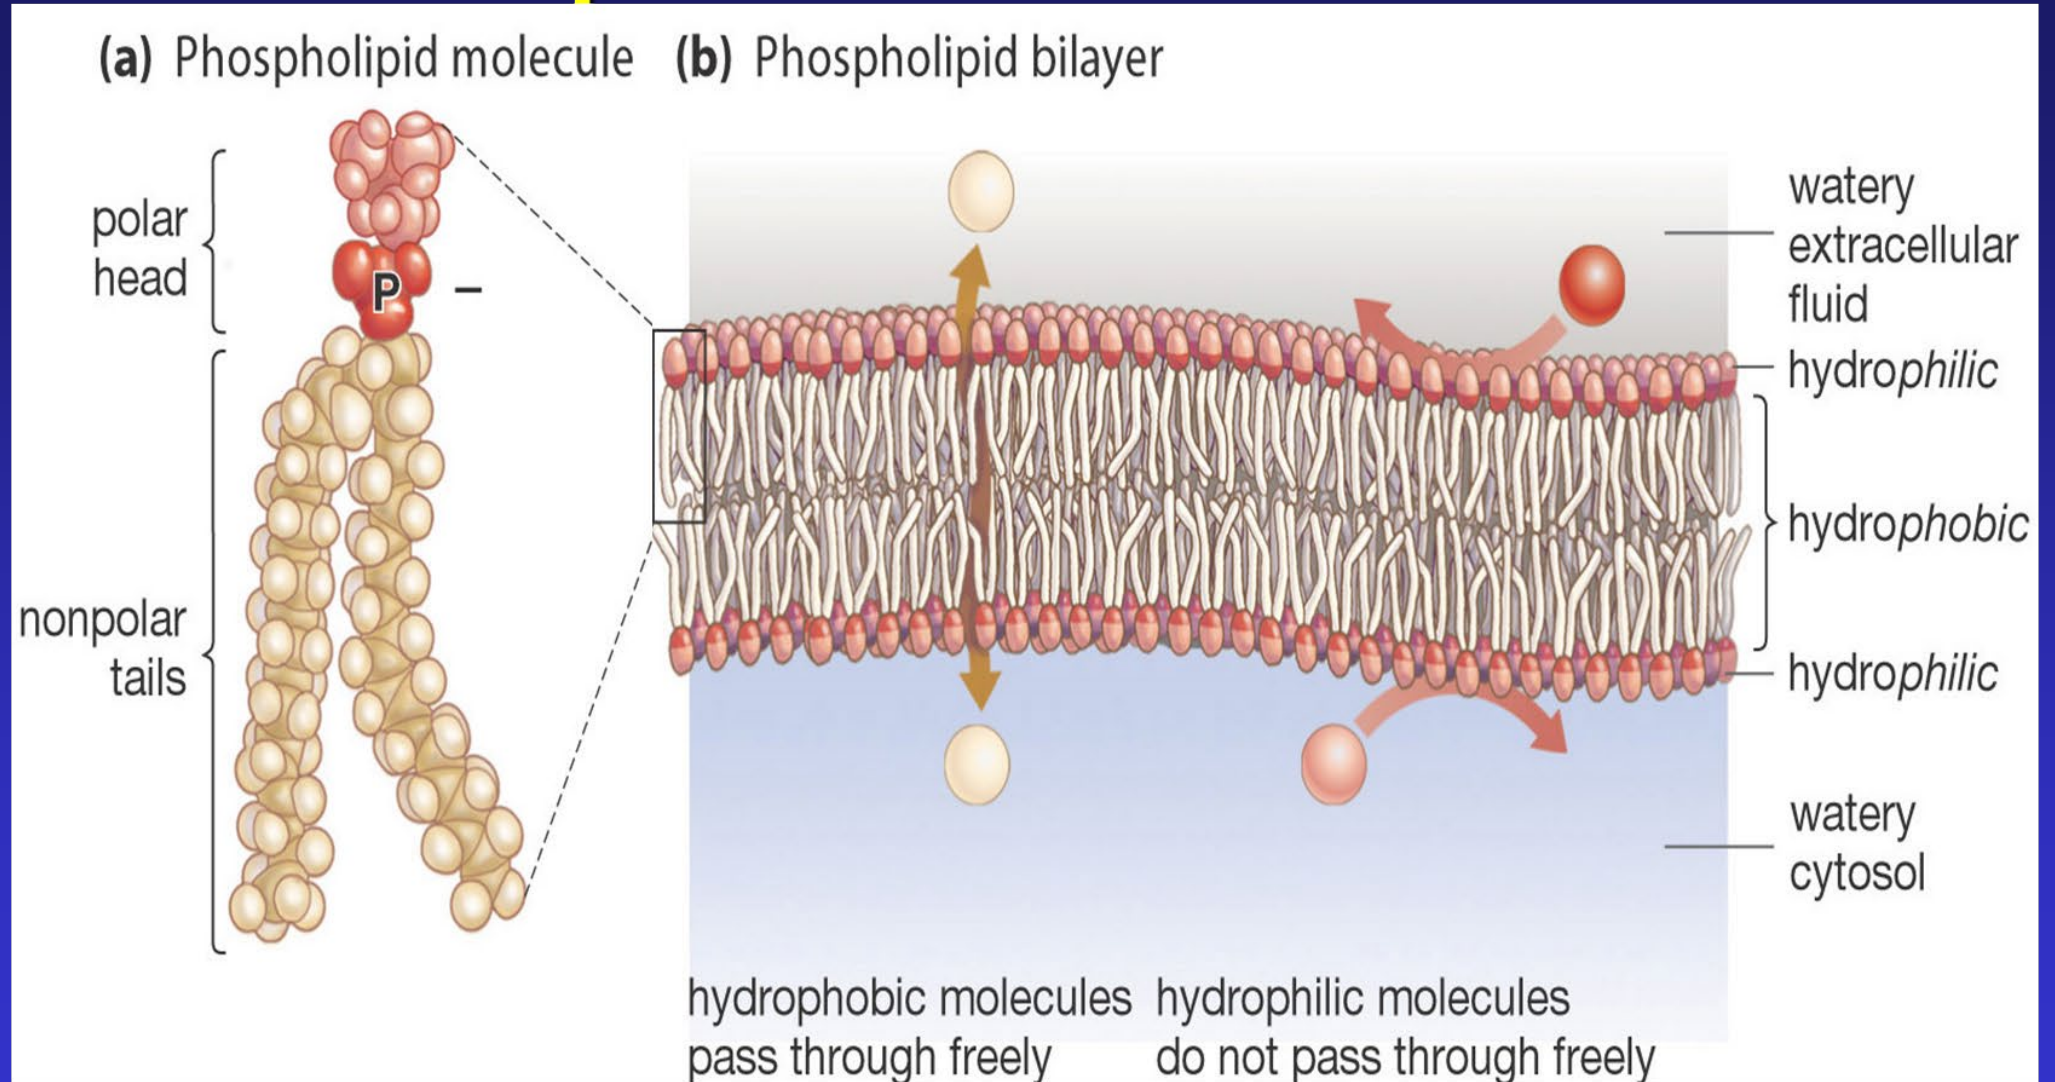 (a) Phospholipid molecule
(b) Phospholipid bilayer
polar
head
P
–
nonpolar
tails
watery
extracellular
fluid
hydrophilic
hydrophobic
hydrophilic
watery
cytosol
hydrophobic molecules
pass through freely
hydrophilic molecules
do not pass through freely